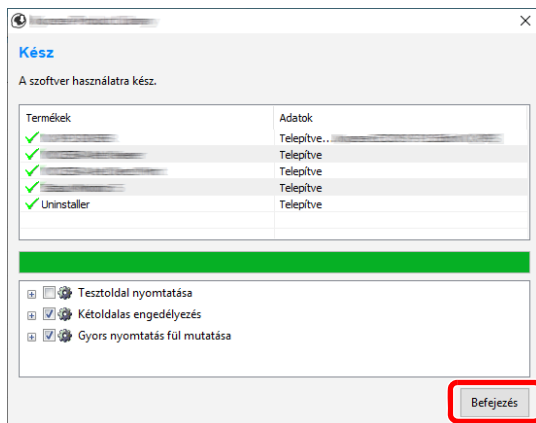 Kész
A szoftver használatra kész.
Termékek Adatok
Telepítve..
Telepítve
Telepítve
Telepítve
Uninstaller Telepítve
Tesztoldal nyomtatása
Kétoldalas engedélyezés
Gyors nyomtatás fül mutatása
Befejezés